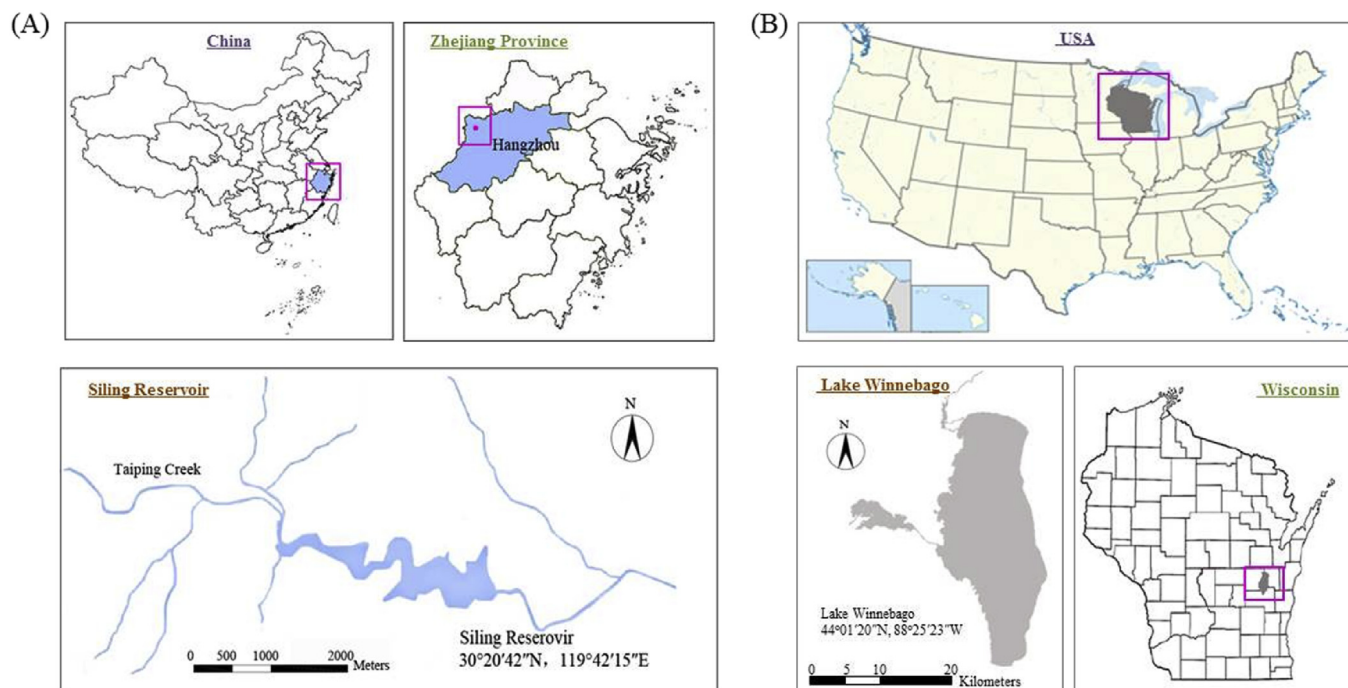 (A)
China
Zhejiang Province
Hangzhou
Siling Reservoir
N
Taiping Creek
Siling Reserovir
30°20′42″N, 119°42′15″E
0 500 1000 2000
Meters
(B)
USA
Lake Winnebago
N
Lake Winnebago
44°01′20″N, 88°25′23″W
0 5 10 20
Kilometers
Wisconsin